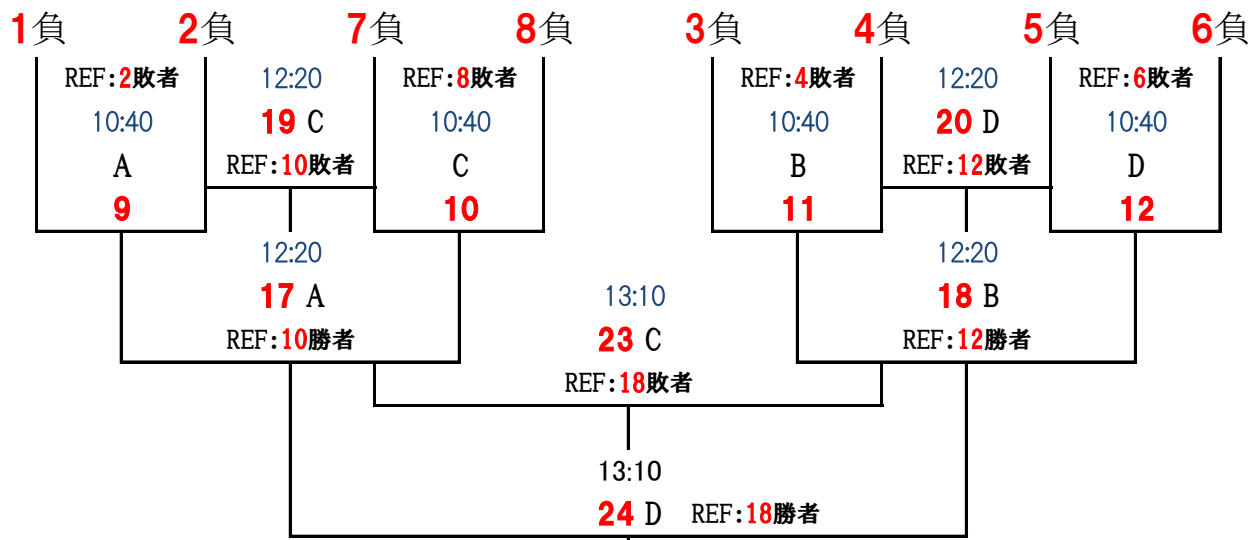 1負 2負 7負 8負 3負 4負 5負 6負
REF:2敗者 12:20 REF:8敗者 REF:4敗者 12:20 REF:6敗者
10:40 19 C 10:40 10:40 20 D 10:40
A REF:10敗者 C B REF:12敗者 D
9 10 11 12
12:20 12:20
17 A 13:10 18 B
REF:10勝者 23 C REF:12勝者
REF:18敗者
13:10
24 D REF:18勝者